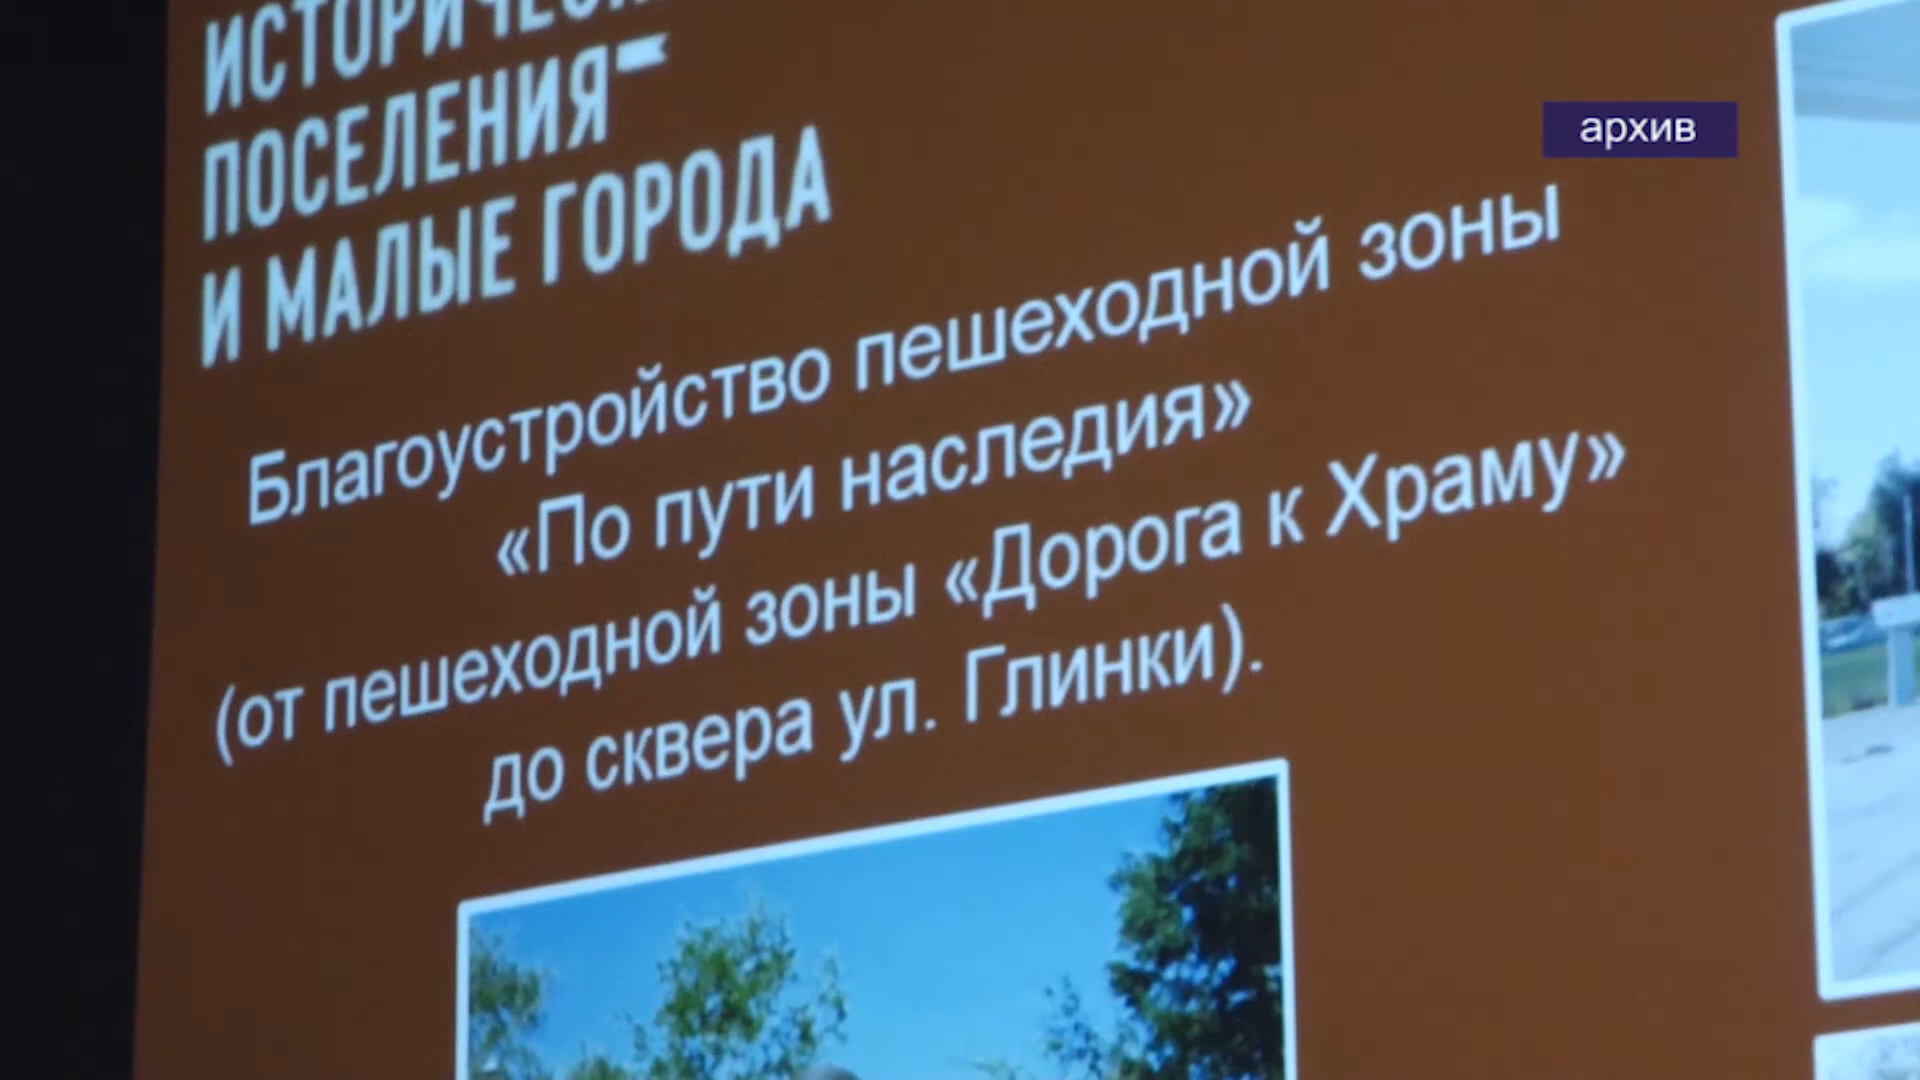 ПОСЕЛЕНИЯ
И МАЛЫЕ ГОРОДА
архив
Благоустройство пешеходной зоны
«По пути наследия»
(от пешеходной зоны «Дорога к Храму»
до сквера ул. Глинки).